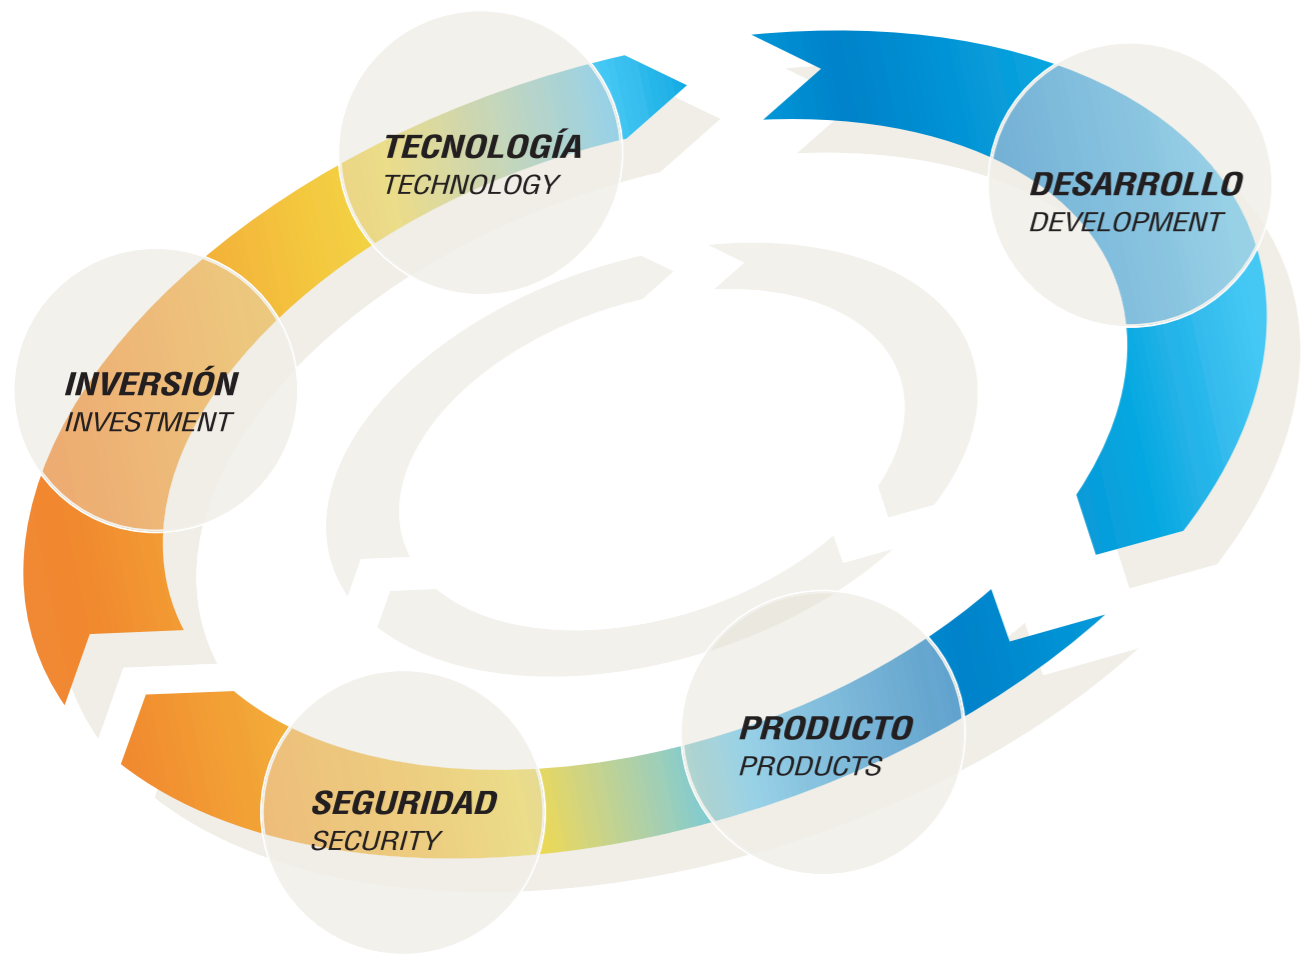 TECNOLOGÍA
TECHNOLOGY
DESARROLLO
DEVELOPMENT
INVERSIÓN
INVESTMENT
PRODUCTO
PRODUCTS
SEGURIDAD
SECURITY